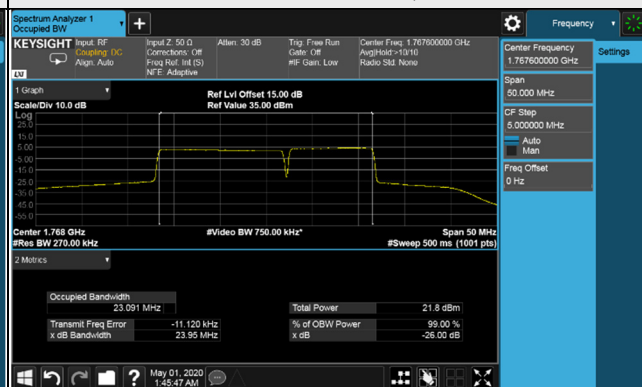 Spectrum Analyzer 1
Occupied BW
Frequency
KEYSIGHT
Input: RF
Coupling: DC
Align: Auto
Input Z: 50 Ω
Corrections: Off
Freq Ref: Int (S)
NFE: Adaptive
Atten: 30 dB
Trig: Free Run
Gate: Off
#IF Gain: Low
Center Freq: 1.767600000 GHz
Avg|Hold:>10/10
Radio Std: None
LXI
Center Frequency
1.767600000 GHz
Settings
Span
50.000 MHz
CF Step
5.000000 MHz
Auto
Man
Freq Offset
0 Hz
1 Graph
Scale/Div 10.0 dB
Ref Lvl Offset 15.00 dB
Ref Value 35.00 dBm
Log
25.0
15.0
5.00
-5.00
-15.0
-25.0
-35.0
-45.0
-55.0
Center 1.768 GHz
#Res BW 270.00 kHz
#Video BW 750.00 kHz*
Span 50 MHz
#Sweep 500 ms (1001 pts)
2 Metrics
Occupied Bandwidth
23.091 MHz
Total Power 21.8 dBm
Transmit Freq Error -11.120 kHz
% of OBW Power 99.00 %
x dB Bandwidth 23.95 MHz
x dB -26.00 dB
May 01, 2020
1:45:47 AM